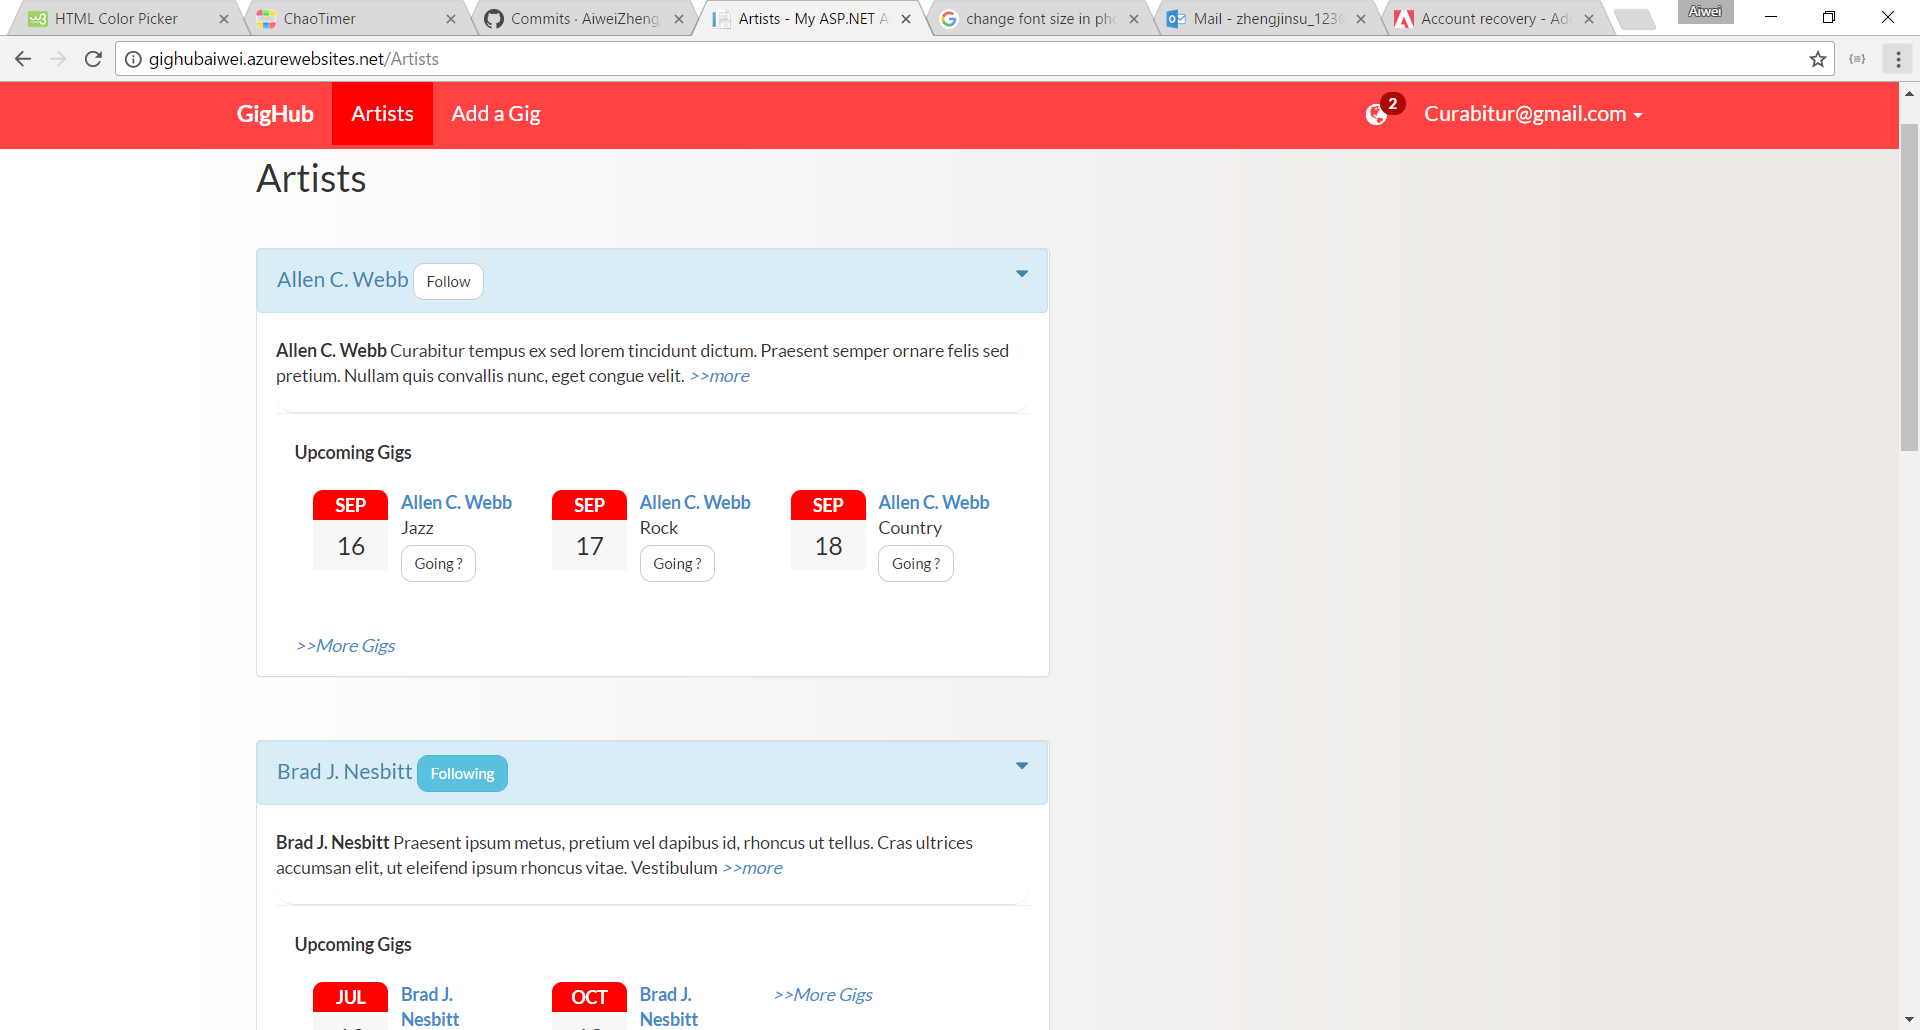 HTML Color Picker
ChaoTimer
Commits · AiweiZheng
Artists - My ASP.NET A
change font size in pho
Mail - zhengjinsu_123@
Account recovery - Ado
Aiwei
gighubaiwei.azurewebsites.net/Artists
GigHub Artists Add a Gig 2 Curabitur@gmail.com
Artists
Allen C. Webb Follow
Allen C. Webb Curabitur tempus ex sed lorem tincidunt dictum. Praesent semper ornare felis sed
pretium. Nullam quis convallis nunc, eget congue velit. >>more
Upcoming Gigs
SEP
16
Allen C. Webb
Jazz
Going ?
SEP
17
Allen C. Webb
Rock
Going ?
SEP
18
Allen C. Webb
Country
Going ?
>>More Gigs
Brad J. Nesbitt Following
Brad J. Nesbitt Praesent ipsum metus, pretium vel dapibus id, rhoncus ut tellus. Cras ultrices
accumsan elit, ut eleifend ipsum rhoncus vitae. Vestibulum >>more
Upcoming Gigs
JUL
Brad J.
Nesbitt
OCT
Brad J.
Nesbitt
>>More Gigs